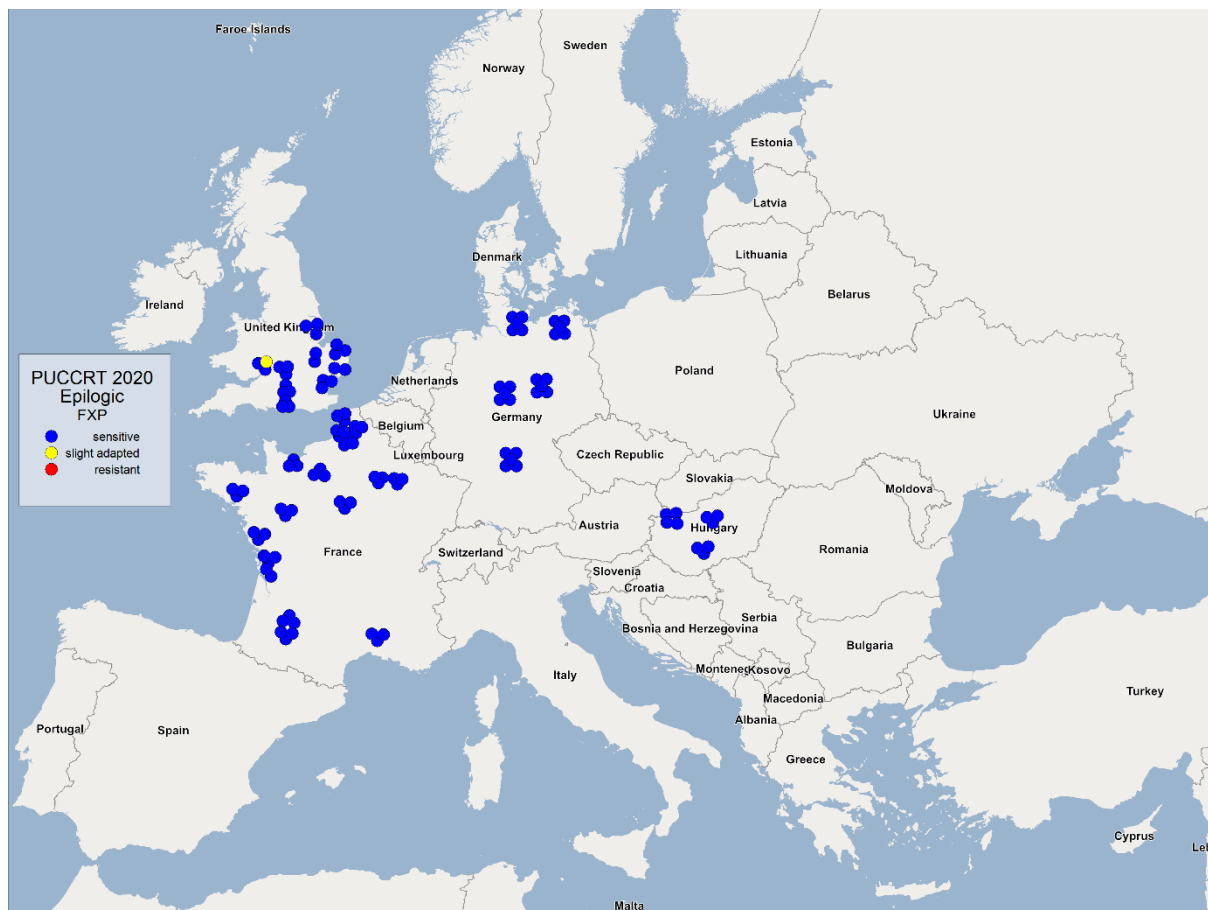 Faroe Islands
Sweden
Norway
Estonia
Latvia
Denmark
Lithuania
Ireland
Belarus
United Kingdom
PUCCRT 2020
Epilogic
FXP
sensitive
slight adapted
resistant
Netherlands
Poland
Germany
Ukraine
Belgium
Luxembourg
Czech Republic
Slovakia
Moldova
Austria
Hungary
France
Switzerland
Romania
Slovenia
Croatia
Serbia
Bosnia and Herzegovina
Bulgaria
Italy
Monteneg
Kosovo
Macedonia
Turkey
Albania
Portugal
Spain
Greece
Cyprus
Leb
Malta